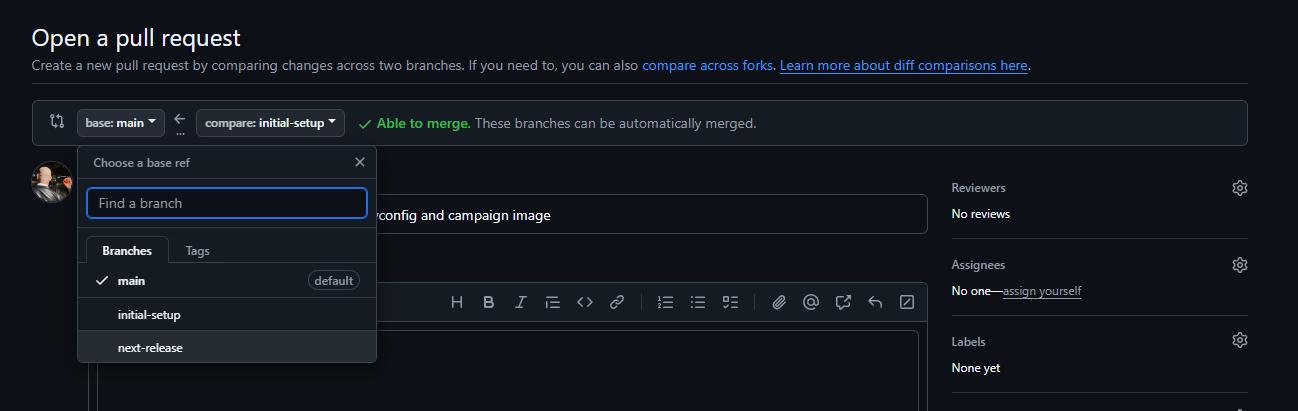 Open a pull request
Create a new pull request by comparing changes across two branches. If you need to, you can also compare across forks. Learn more about diff comparisons here.
base: main
compare: initial-setup
Able to merge. These branches can be automatically merged.
Choose a base ref
Find a branch
config and campaign image
Branches
Tags
main
default
initial-setup
next-release
Reviewers
No reviews
Assignees
No one—assign yourself
Labels
None yet